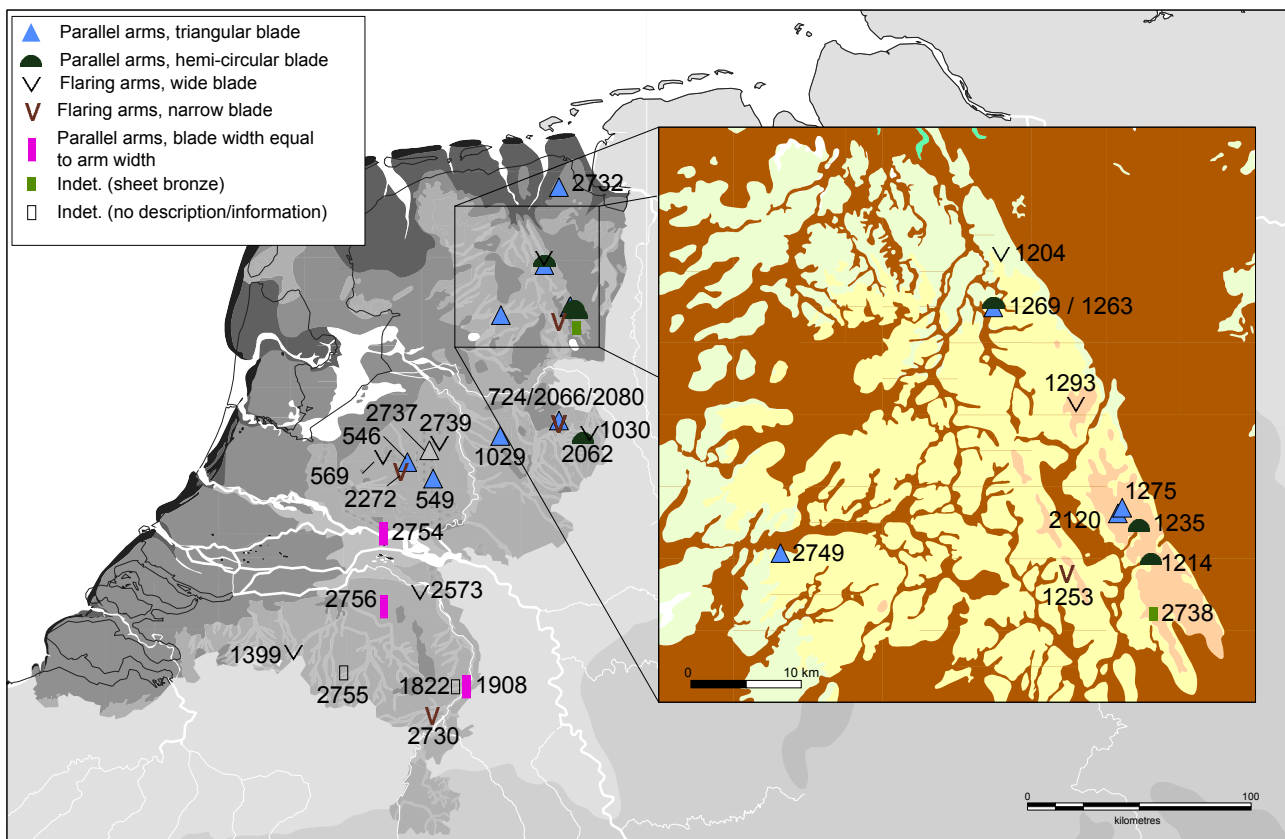 Parallel arms, triangular blade
Parallel arms, hemi-circular blade
Flaring arms, wide blade
Flaring arms, narrow blade
Parallel arms, blade width equal
to arm width
Indet. (sheet bronze)
Indet. (no description/information)
2732
1204
1269 / 1263
1293
1275
2120
1235
2749
1214
1253
2738
0
10 km
724/2066/2080
2737
2739
546
1030
569
1029
2062
2272
549
2754
2756
2573
1399
2755
1822
1908
2730
0
100
kilometres